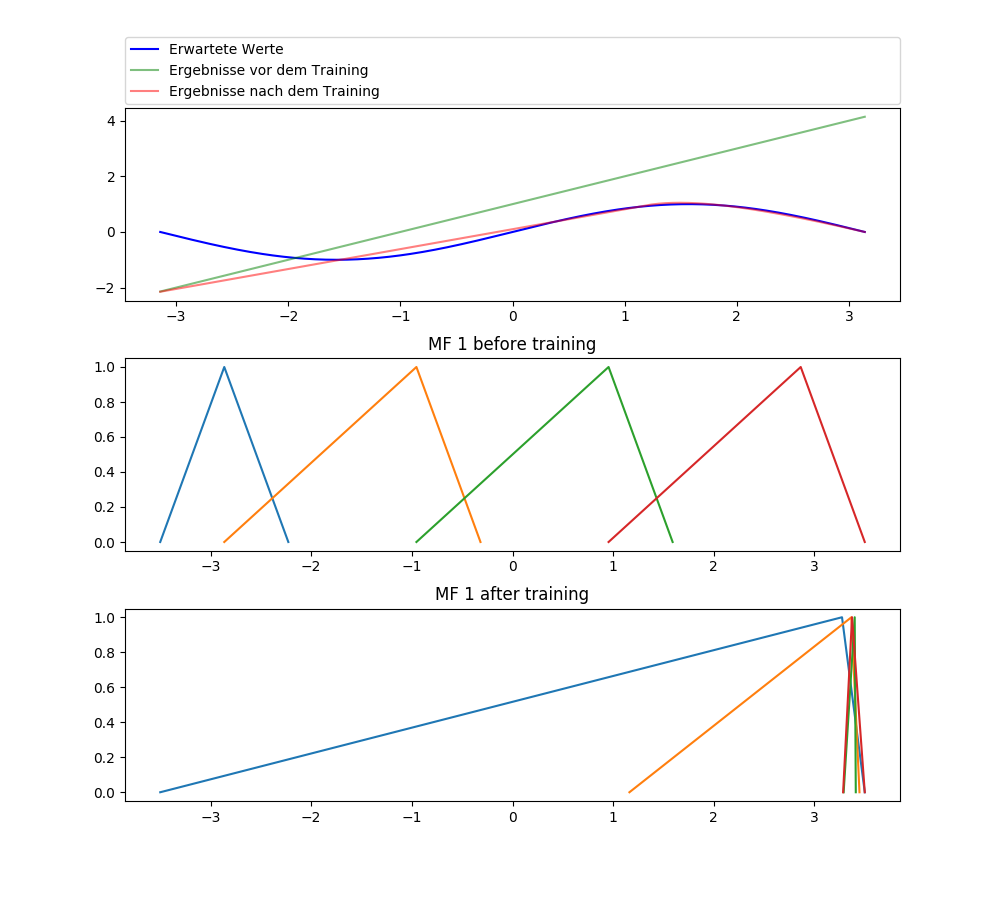 Erwartete Werte
Ergebnisse vor dem Training
Ergebnisse nach dem Training
4
2
0
−2
−3 −2 −1 0 1 2 3
MF 1 before training
1.0
0.8
0.6
0.4
0.2
0.0
−3 −2 −1 0 1 2 3
MF 1 after training
1.0
0.8
0.6
0.4
0.2
0.0
−3 −2 −1 0 1 2 3